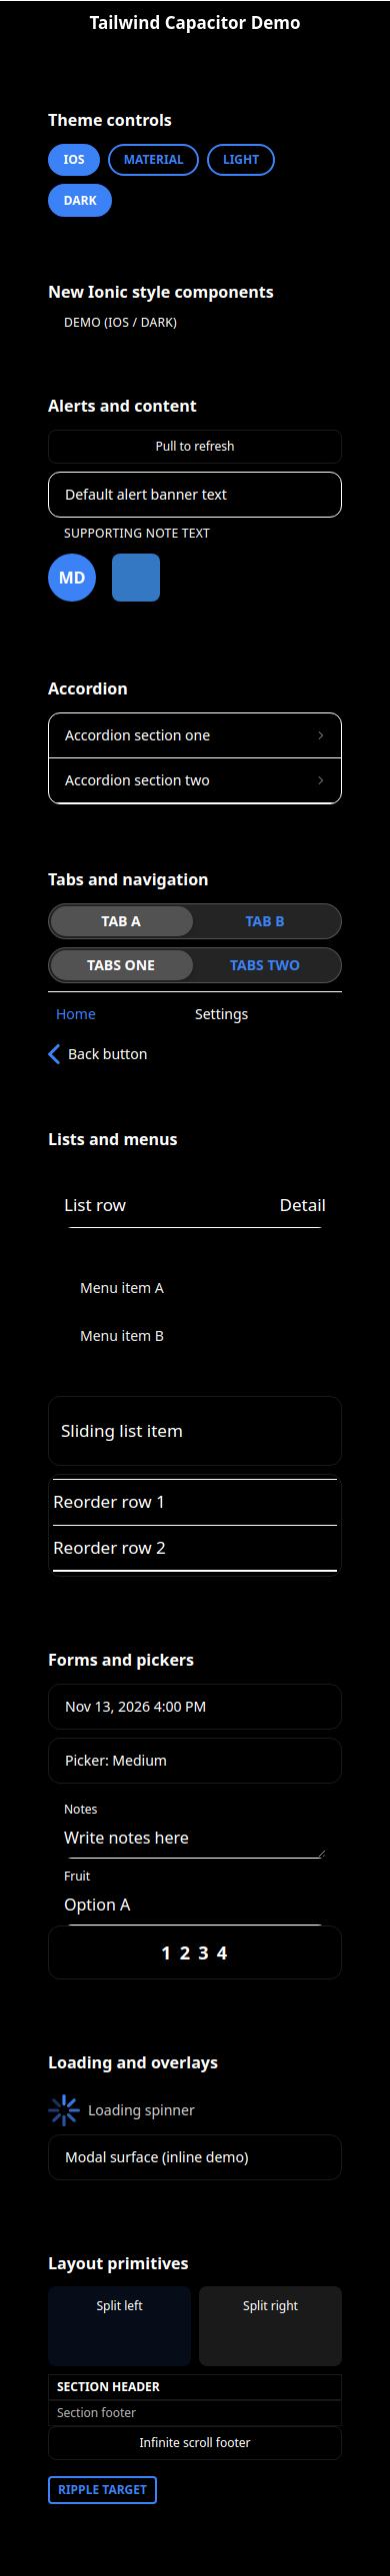 Tailwind Capacitor Demo
Theme controls
IOS MATERIAL LIGHT
DARK
New Ionic style components
DEMO (IOS / DARK)
Alerts and content
Pull to refresh
Default alert banner text
SUPPORTING NOTE TEXT
MD
Accordion
Accordion section one
Accordion section two
Tabs and navigation
TAB A TAB B
TABS ONE TABS TWO
Home Settings
Back button
Lists and menus
List row Detail
Menu item A
Menu item B
Sliding list item
Reorder row 1
Reorder row 2
Forms and pickers
Nov 13, 2026 4:00 PM
Picker: Medium
Notes
Write notes here
Fruit
Option A
1 2 3 4
Loading and overlays
Loading spinner
Modal surface (inline demo)
Layout primitives
Split left Split right
SECTION HEADER
Section footer
Infinite scroll footer
RIPPLE TARGET